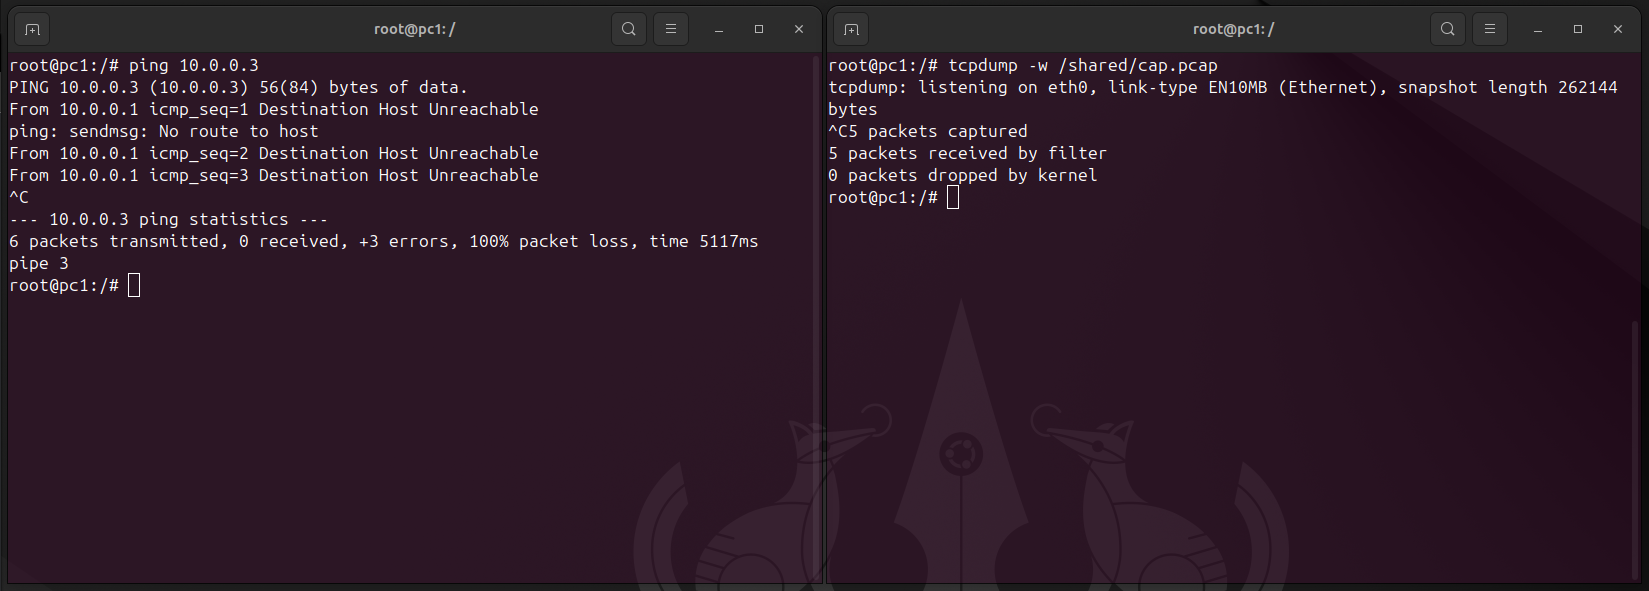 root@pc1: /
root@pc1:/# ping 10.0.0.3
PING 10.0.0.3 (10.0.0.3) 56(84) bytes of data.
From 10.0.0.1 icmp_seq=1 Destination Host Unreachable
ping: sendmsg: No route to host
From 10.0.0.1 icmp_seq=2 Destination Host Unreachable
From 10.0.0.1 icmp_seq=3 Destination Host Unreachable
^C
--- 10.0.0.3 ping statistics ---
6 packets transmitted, 0 received, +3 errors, 100% packet loss, time 5117ms
pipe 3
root@pc1:/#
root@pc1: /
root@pc1:/# tcpdump -w /shared/cap.pcap
tcpdump: listening on eth0, link-type EN10MB (Ethernet), snapshot length 262144
bytes
^C5 packets captured
5 packets received by filter
0 packets dropped by kernel
root@pc1:/#